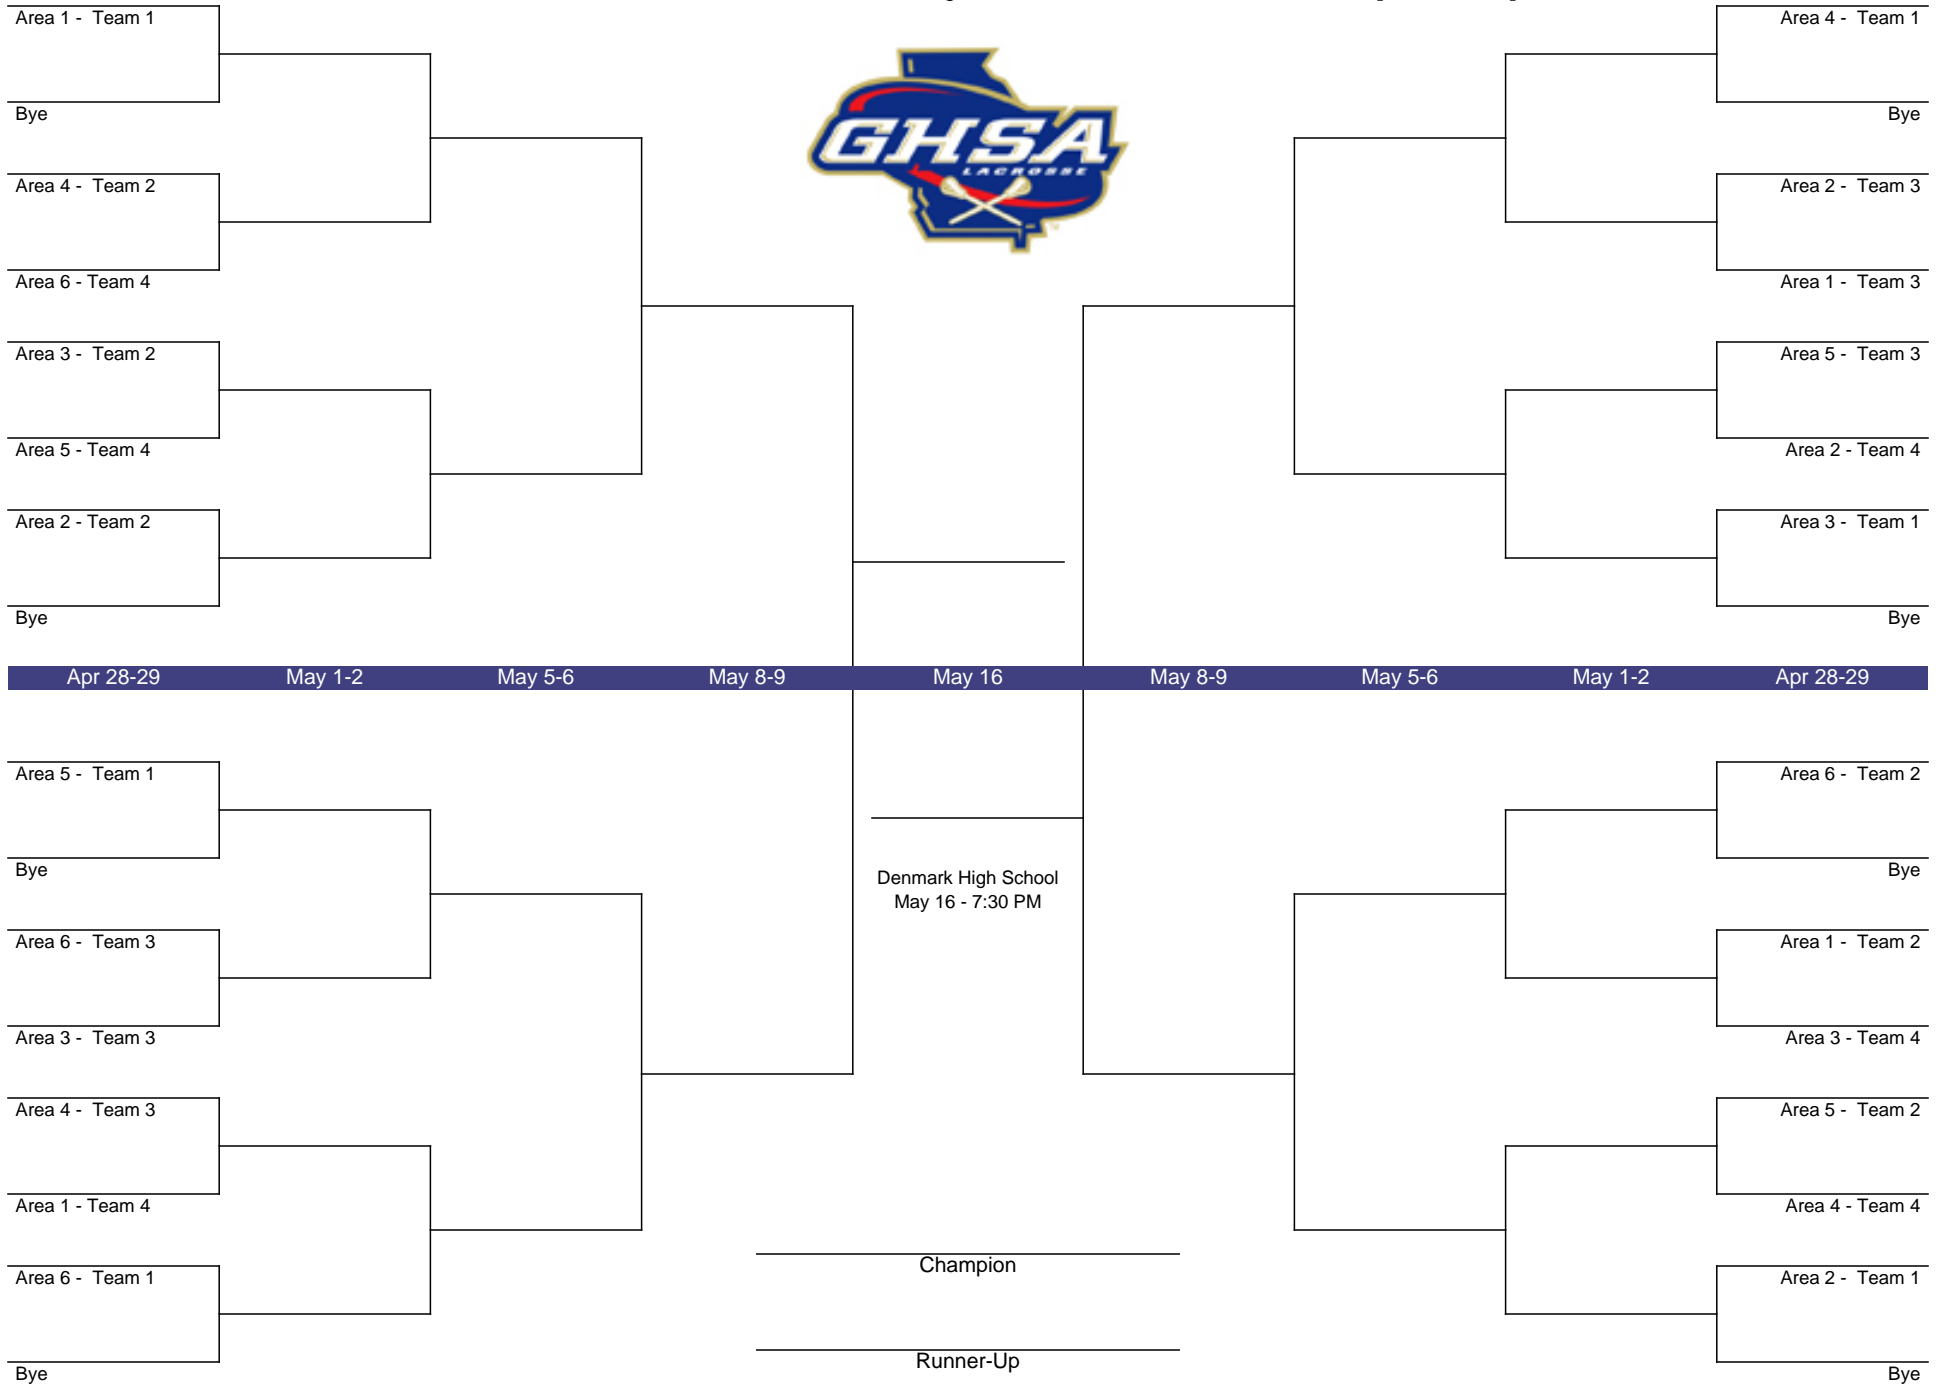 Area 1 - Team 1
Bye
Area 4 - Team 2
Area 6 - Team 4
Area 3 - Team 2
Area 5 - Team 4
Area 2 - Team 2
Bye
GHSA
LACROSSE
TM
Area 4 - Team 1
Bye
Area 2 - Team 3
Area 1 - Team 3
Area 5 - Team 3
Area 2 - Team 4
Area 3 - Team 1
Bye
Apr 28-29 May 1-2 May 5-6 May 8-9 May 16 May 8-9 May 5-6 May 1-2 Apr 28-29
Area 5 - Team 1
Bye
Area 6 - Team 3
Area 3 - Team 3
Area 4 - Team 3
Area 1 - Team 4
Area 6 - Team 1
Bye
Denmark High School
May 16 - 7:30 PM
Champion
Runner-Up
Area 6 - Team 2
Bye
Area 1 - Team 2
Area 3 - Team 4
Area 5 - Team 2
Area 4 - Team 4
Area 2 - Team 1
Bye